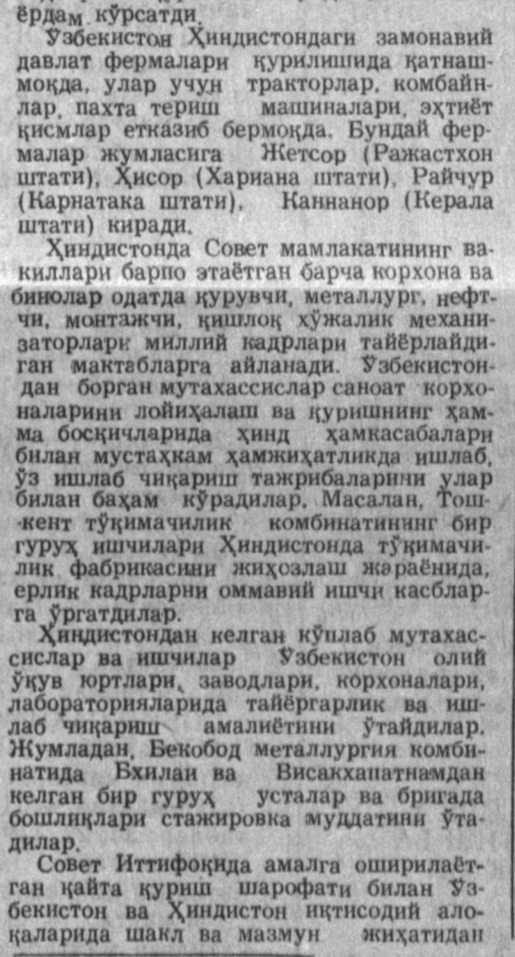 ёрдам кўрсатди.
Ўзбекистон Ҳиндистондаги замонавий
давлат фермалари қурилишида қатнаш-
моқда, улар учун тракторлар, комбайн-
лар, пахта териш машиналари, эҳтиёт
қисмлар етказиб бермоқда. Бундай фер-
малар жумласига Жетсор (Ражастхон
штати), Ҳисор (Хариана штати), Райчур
(Карнатака штати), Каннанор (Керала
штати) киради.
Ҳиндистонда Совет мамлакатининг ва-
киллари барпо этаётган барча корхона ва
бинолар одатда қурувчи, металлург, нефт-
чи, монтажчи, қишлоқ хўжалик механи-
заторлари миллий кадрлари тайёрлайди-
ган мактабларга айланади. Ўзбекистон-
дан борган мутахассислар саноат корхо-
наларини лойиҳалаш ва қуришнинг ҳам-
ма босқичларида ҳинд ҳамкасабалари
билан мустаҳкам ҳамжиҳатликда ишлаб,
ўз ишлаб чиқариш тажрибаларини улар
билан баҳам кўрадилар. Масалан, Тош-
кент тўқимачилик комбинатининг бир
гуруҳ ишчилари Ҳиндистонда тўқимачи-
лик фабрикасини жиҳозлаш жараёнида,
ерлик кадрларни оммавий ишчи касблар-
га ўргатдилар.
Ҳиндистондан келган кўплаб мутахас-
сислар ва ишчилар Ўзбекистон олий
ўқув юртлари, заводлари, корхоналари,
лабораторияларида тайёргарлик ва иш-
лаб чиқариш амалиётини ўтайдилар.
Жумладан, Бекобод металлургия комби-
натида Бхилаи ва Висакхапатнамдан
келган бир гуруҳ усталар ва бригада
бошлиқлари стажировка муддатини ўта-
дилар.
Совет Иттифоқида амалга оширилаёт-
ган қайта қуриш шарофати билан Ўз-
бекистон ва Ҳиндистон иқтисодий ало-
қаларида шакл ва мазмун жиҳатидан